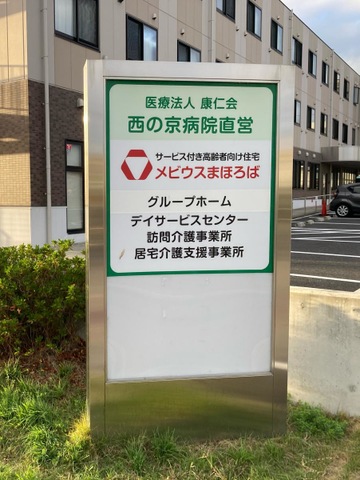 医療法人 康仁会
西の京病院直営
サービス付き高齢者向け住宅
メビウスまほろば
グループホーム
デイサービスセンター
訪問介護事業所
居宅介護支援事業所